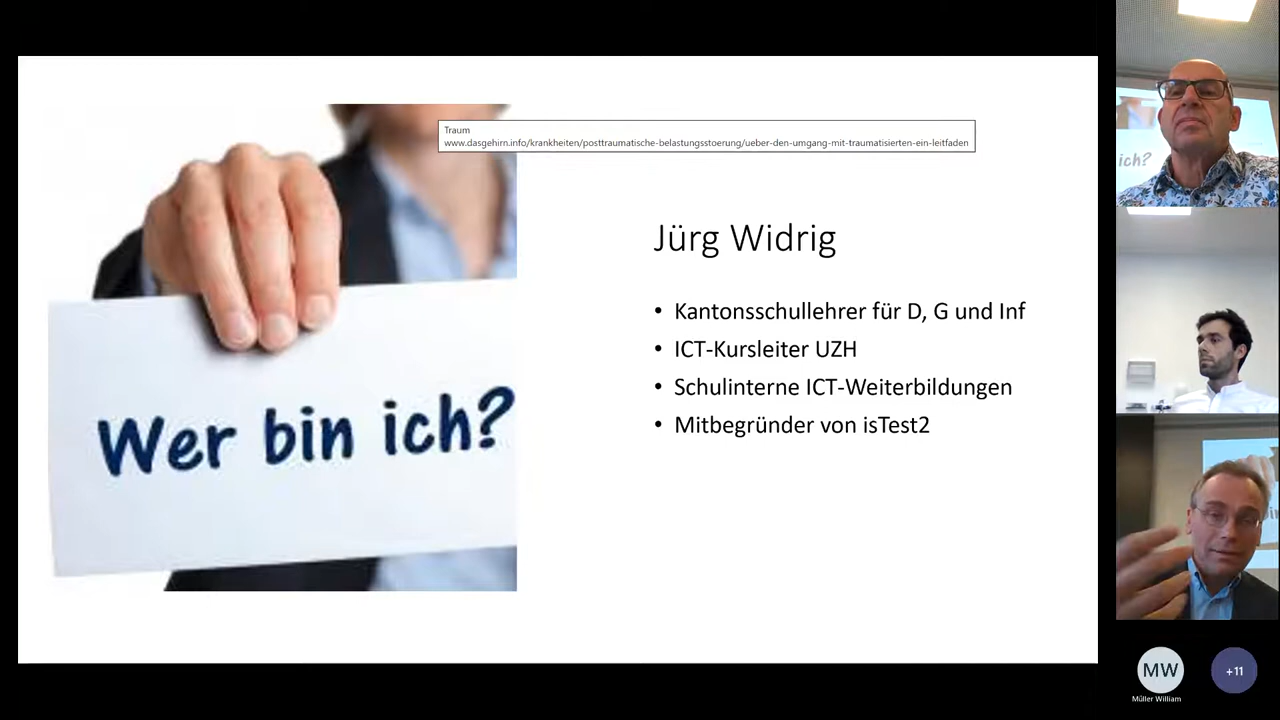 Traum
www.dasgehirn.info/krankheiten/posttraumatische-belastungsstoerung/ueber-den-umgang-mit-traumatisierten-ein-leitfaden
Jürg Widrig
• Kantonsschullehrer für D, G und Inf
• ICT-Kursleiter UZH
• Schulinterne ICT-Weiterbildungen
• Mitbegründer von isTest2
Wer bin ich?
ich?
MW
+11
Müller William